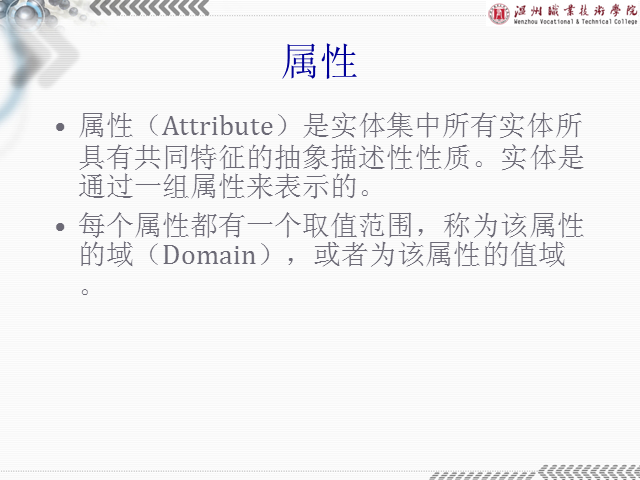 温州職業技術學院
Wenzhou Vocational & Technical College
属性
• 属性（Attribute）是实体集中所有实体所
具有共同特征的抽象描述性性质。实体是
通过一组属性来表示的。
• 每个属性都有一个取值范围，称为该属性
的域（Domain），或者为该属性的值域
。